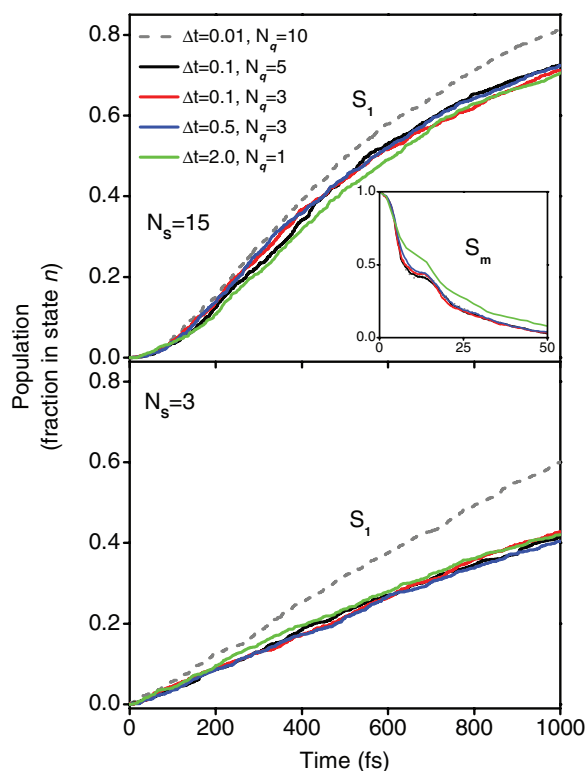 0.8
Δt=0.01, N_q=10
Δt=0.1, N_q=5
Δt=0.1, N_q=3
Δt=0.5, N_q=3
Δt=2.0, N_q=1
S_1
0.6
0.4
0.2
0.0
N_S=15
1.0
0.5
0.0
0 25 50
S_m
Population
(fraction in state n)
N_S=3
0.6
0.4
0.2
0.0
S_1
0 200 400 600 800 1000
Time (fs)